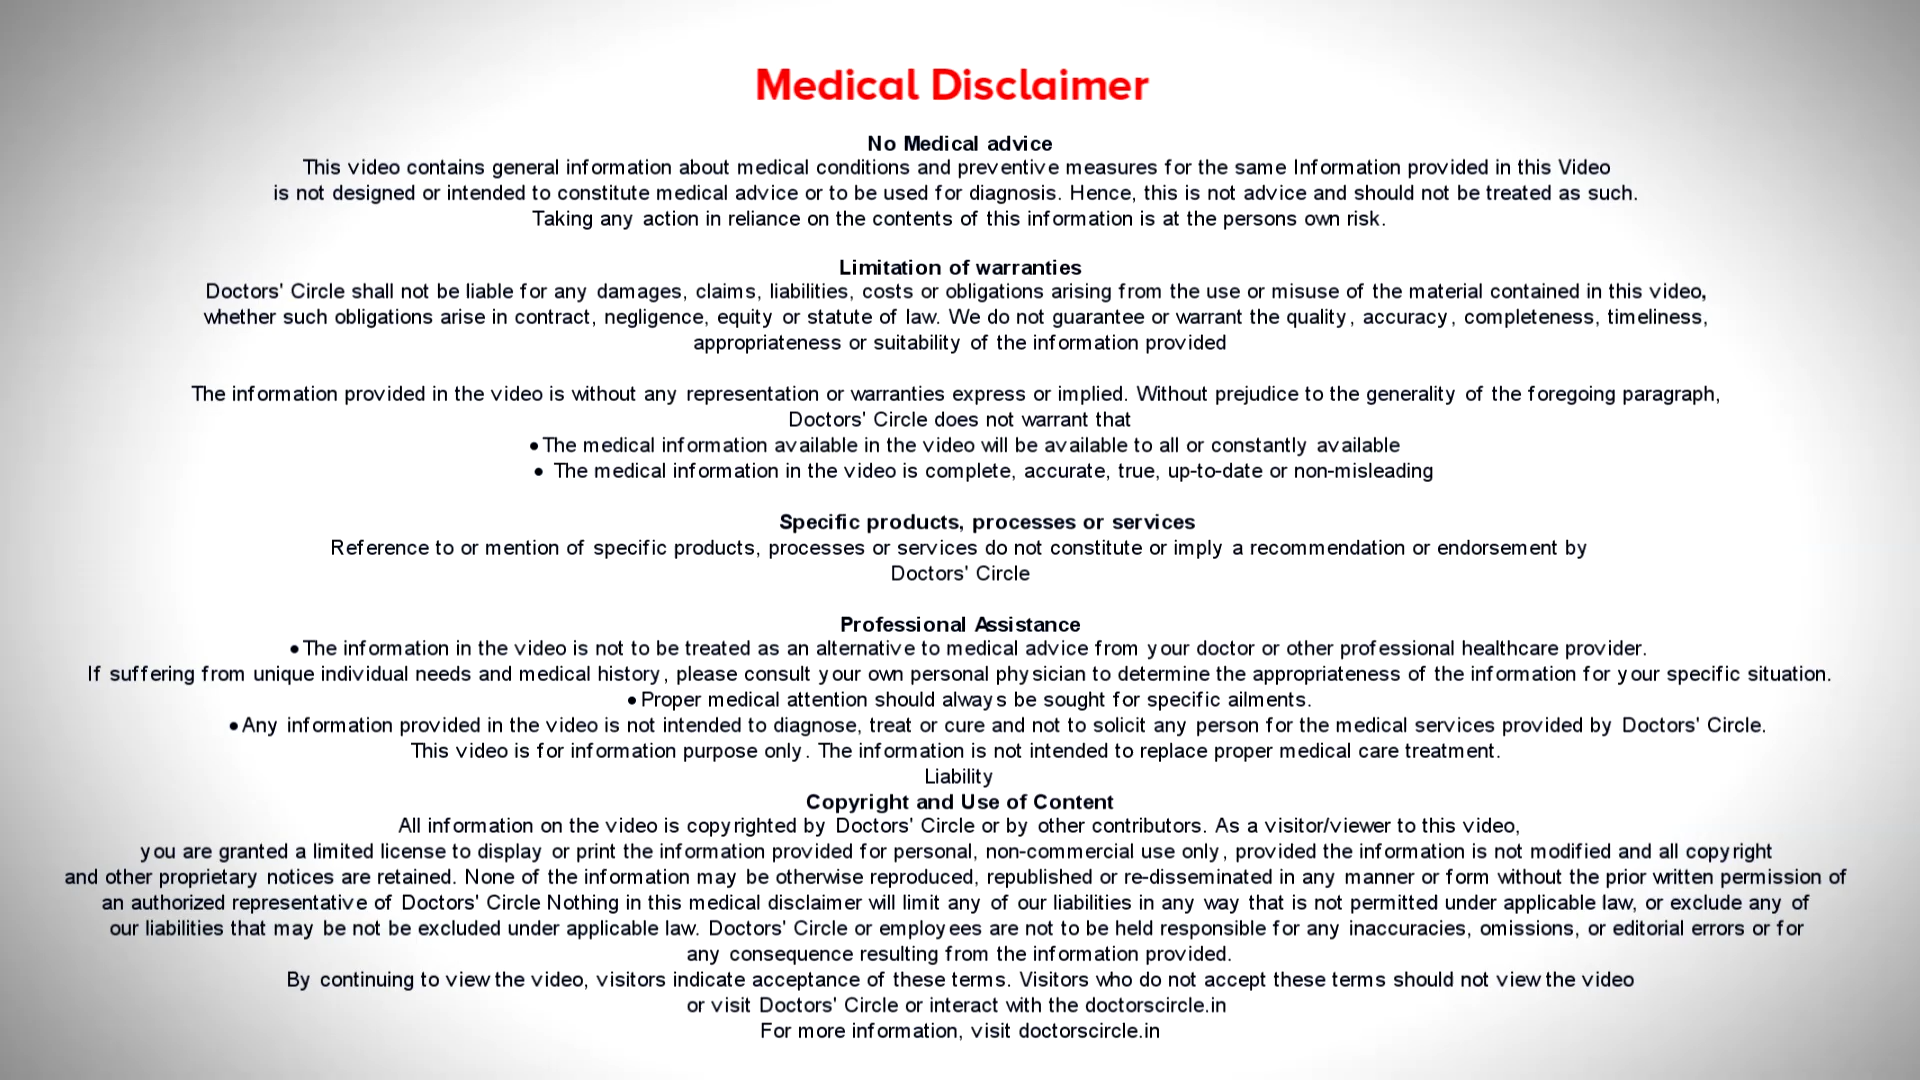 Medical Disclaimer
No Medical advice
This video contains general information about medical conditions and preventive measures for the same Information provided in this Video
is not designed or intended to constitute medical advice or to be used for diagnosis. Hence, this is not advice and should not be treated as such.
Taking any action in reliance on the contents of this information is at the persons own risk.
Limitation of warranties
Doctors' Circle shall not be liable for any damages, claims, liabilities, costs or obligations arising from the use or misuse of the material contained in this video,
whether such obligations arise in contract, negligence, equity or statute of law. We do not guarantee or warrant the quality, accuracy, completeness, timeliness,
appropriateness or suitability of the information provided
The information provided in the video is without any representation or warranties express or implied. Without prejudice to the generality of the foregoing paragraph,
Doctors' Circle does not warrant that
• The medical information available in the video will be available to all or constantly available
• The medical information in the video is complete, accurate, true, up-to-date or non-misleading
Specific products, processes or services
Reference to or mention of specific products, processes or services do not constitute or imply a recommendation or endorsement by
Doctors' Circle
Professional Assistance
• The information in the video is not to be treated as an alternative to medical advice from your doctor or other professional healthcare provider.
If suffering from unique individual needs and medical history, please consult your own personal physician to determine the appropriateness of the information for your specific situation.
• Proper medical attention should always be sought for specific ailments.
• Any information provided in the video is not intended to diagnose, treat or cure and not to solicit any person for the medical services provided by Doctors' Circle.
This video is for information purpose only. The information is not intended to replace proper medical care treatment.
Liability
Copyright and Use of Content
All information on the video is copyrighted by Doctors' Circle or by other contributors. As a visitor/viewer to this video,
you are granted a limited license to display or print the information provided for personal, non-commercial use only, provided the information is not modified and all copyright
and other proprietary notices are retained. None of the information may be otherwise reproduced, republished or re-disseminated in any manner or form without the prior written permission of
an authorized representative of Doctors' Circle Nothing in this medical disclaimer will limit any of our liabilities in any way that is not permitted under applicable law, or exclude any of
our liabilities that may be not be excluded under applicable law. Doctors' Circle or employees are not to be held responsible for any inaccuracies, omissions, or editorial errors or for
any consequence resulting from the information provided.
By continuing to view the video, visitors indicate acceptance of these terms. Visitors who do not accept these terms should not view the video
or visit Doctors' Circle or interact with the doctorscircle.in
For more information, visit doctorscircle.in